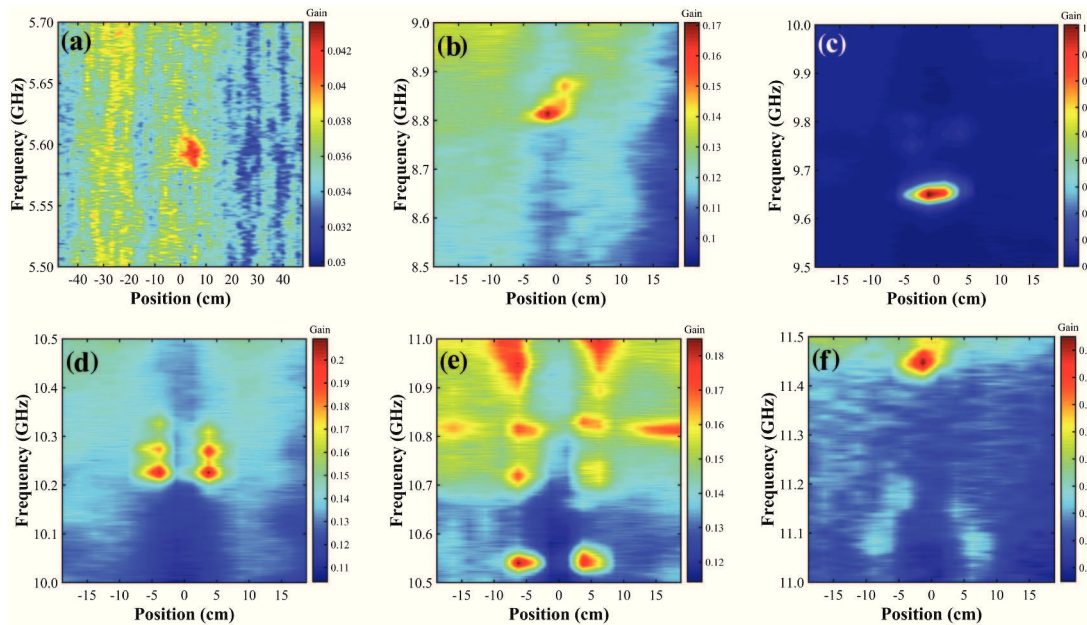 Gain
(a)
5.70
5.65
5.60
5.55
5.50
Frequency (GHz)
-40 -30 -20 -10 0 10 20 30 40
Position (cm)
0.042
0.040
0.038
0.036
0.034
0.032
0.03
Gain
(b)
9.0
8.9
8.8
8.7
8.6
8.5
Frequency (GHz)
-15 -10 -5 0 5 10 15
Position (cm)
0.17
0.16
0.15
0.14
0.13
0.12
0.11
0.1
Gain
(c)
10.0
9.9
9.8
9.7
9.6
9.5
Frequency (GHz)
-15 -10 -5 0 5 10 15
Position (cm)
Gain
(d)
10.5
10.4
10.3
10.2
10.1
10.0
Frequency (GHz)
-15 -10 -5 0 5 10 15
Position (cm)
0.2
0.19
0.18
0.17
0.16
0.15
0.14
0.13
0.12
0.11
Gain
(e)
11.0
10.9
10.8
10.7
10.6
10.5
Frequency (GHz)
-15 -10 -5 0 5 10 15
Position (cm)
0.18
0.17
0.16
0.15
0.14
0.13
0.12
Gain
(f)
11.5
11.4
11.3
11.2
11.1
11.0
Frequency (GHz)
-15 -10 -5 0 5 10 15
Position (cm)